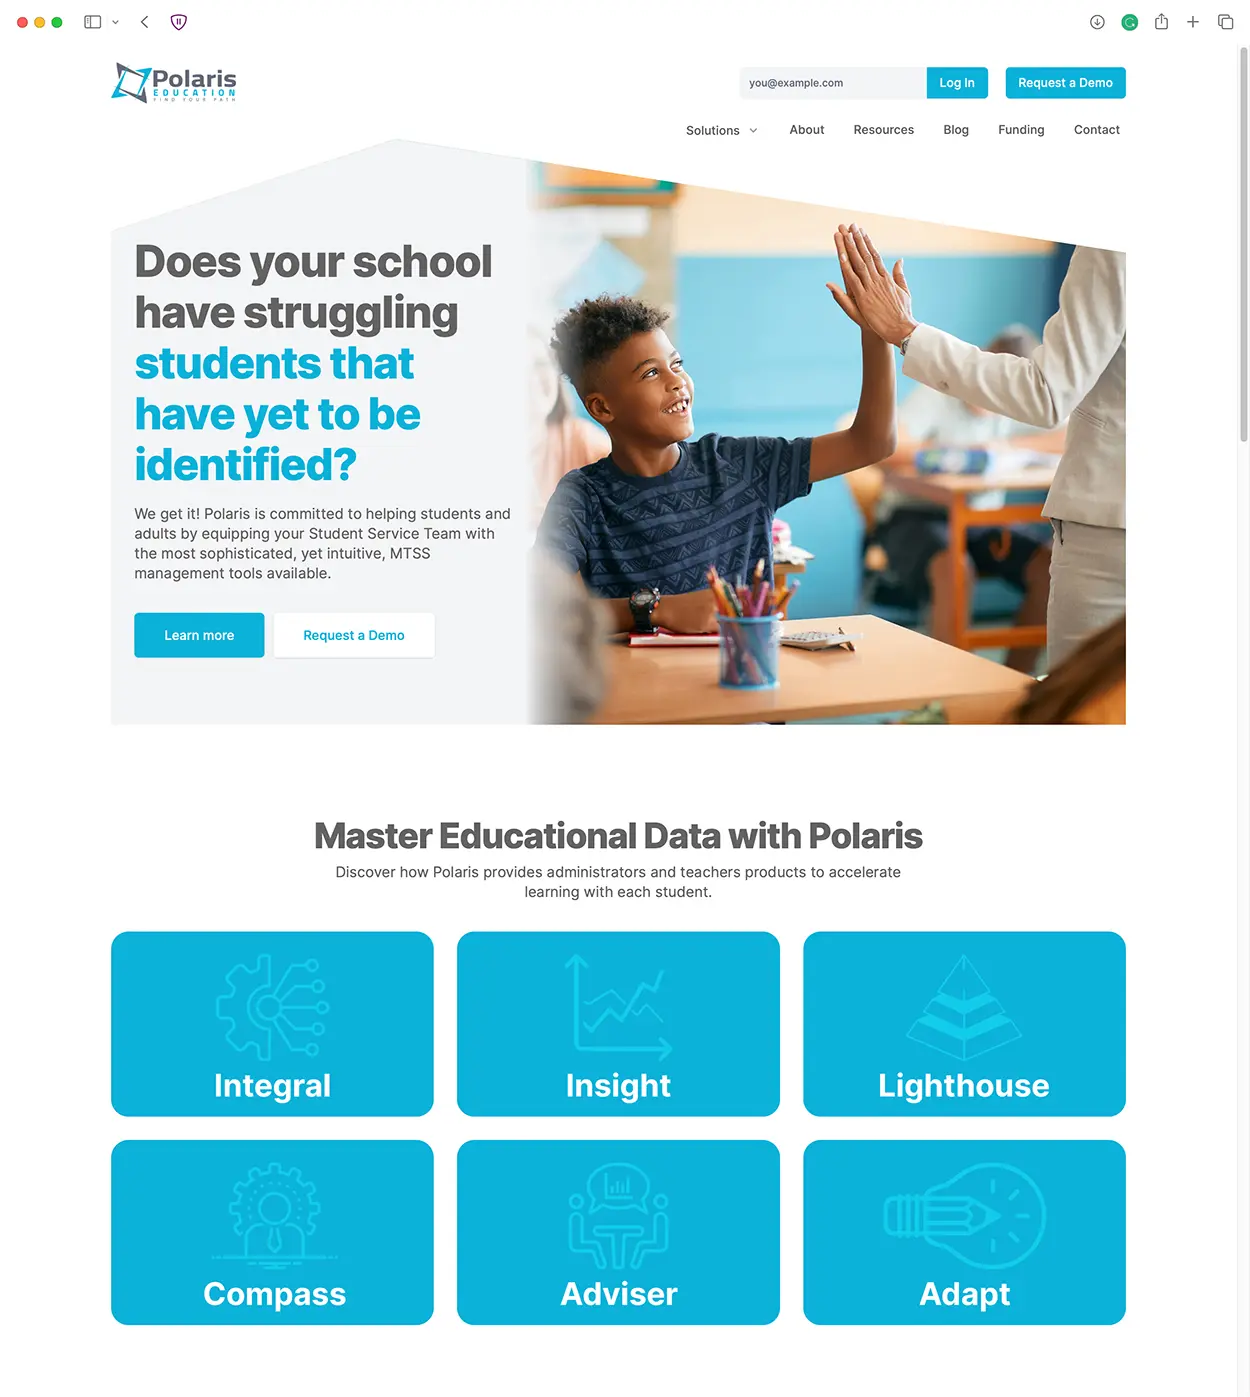 Polaris
EDUCATION
FIND YOUR PATH
you@example.com
Log In
Request a Demo
Solutions
About
Resources
Blog
Funding
Contact
Does your school
have struggling
students that
have yet to be
identified?
We get it! Polaris is committed to helping students and
adults by equipping your Student Service Team with
the most sophisticated, yet intuitive, MTSS
management tools available.
Learn more
Request a Demo
Master Educational Data with Polaris
Discover how Polaris provides administrators and teachers products to accelerate
learning with each student.
Integral
Insight
Lighthouse
Compass
Adviser
Adapt